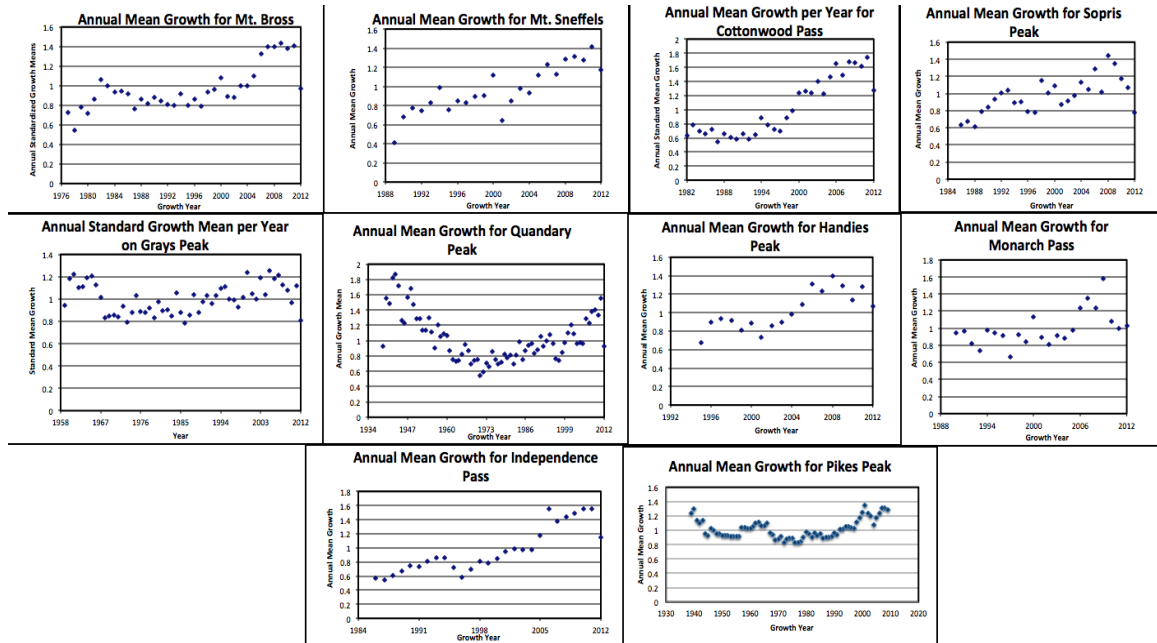 Annual Mean Growth for Mt. Bross
Annual Standardized Growth Means
1.6
1.4
1.2
1
0.8
0.6
0.4
0.2
0
1976 1980 1984 1988 1992 1996 2000 2004 2008 2012
Growth Year
Annual Mean Growth for Mt. Sneffels
Annual Mean Growth
1.6
1.4
1.2
1
0.8
0.6
0.4
0.2
0
1988 1992 1996 2000 2004 2008 2012
Growth Year
Annual Mean Growth per Year for
Cottonwood Pass
Annual Standard Mean Growth
2
1.8
1.6
1.4
1.2
1
0.8
0.6
0.4
0.2
0
1982 1988 1994 2000 2006 2012
Growth Year
Annual Mean Growth for Sopris
Peak
Annual Mean Growth
1.6
1.4
1.2
1
0.8
0.6
0.4
0.2
0
1984 1988 1992 1996 2000 2004 2008 2012
Growth Year
Annual Standard Growth Mean per Year
on Grays Peak
Standard Mean Growth
1.4
1.2
1
0.8
0.6
0.4
0.2
0
1958 1967 1976 1985 1994 2003 2012
Year
Annual Mean Growth for Quandary
Peak
Annual Growth Mean
2
1.8
1.6
1.4
1.2
1
0.8
0.6
0.4
0.2
0
1934 1947 1960 1973 1986 1999 2012
Growth Year
Annual Mean Growth for Handies
Peak
Annual Mean Growth
1.6
1.4
1.2
1
0.8
0.6
0.4
0.2
0
1992 1996 2000 2004 2008 2012
Growth Year
Annual Mean Growth for
Monarch Pass
Annual Mean Growth
1.8
1.6
1.4
1.2
1
0.8
0.6
0.4
0.2
0
1988 1994 2000 2006 2012
Growth Year
Annual Mean Growth for Independence
Pass
Annual Mean Growth
1.8
1.6
1.4
1.2
1
0.8
0.6
0.4
0.2
0
1984 1991 1998 2005 2012
Growth Year
Annual Mean Growth for Pikes Peak
Annual Mean Growth
1.6
1.4
1.2
1
0.8
0.6
0.4
0.2
0
1930 1940 1950 1960 1970 1980 1990 2000 2010 2020
Growth Year